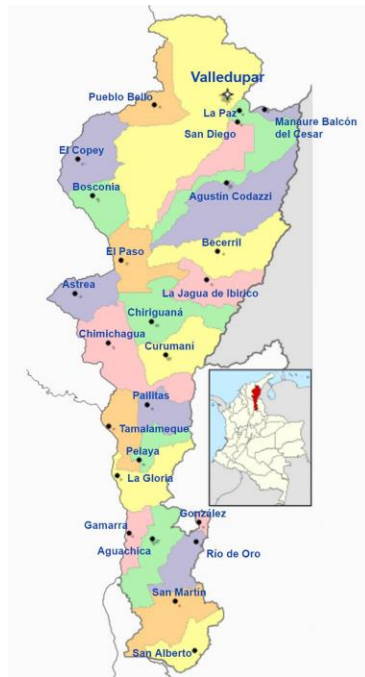 Valledupar
Pueblo Bello
La Paz
Manaure Balcón
del Cesar
San Diego
El Copey
Bosconia
Agustín Codazzi
Becerril
El Paso
Astrea
La Jagua de Ibirico
Chiriguaná
Chimichagua
Curumaní
Pailitas
Tamalameque
Pelaya
La Gloria
González
Gamarra
Aguachica
Río de Oro
San Martín
San Alberto